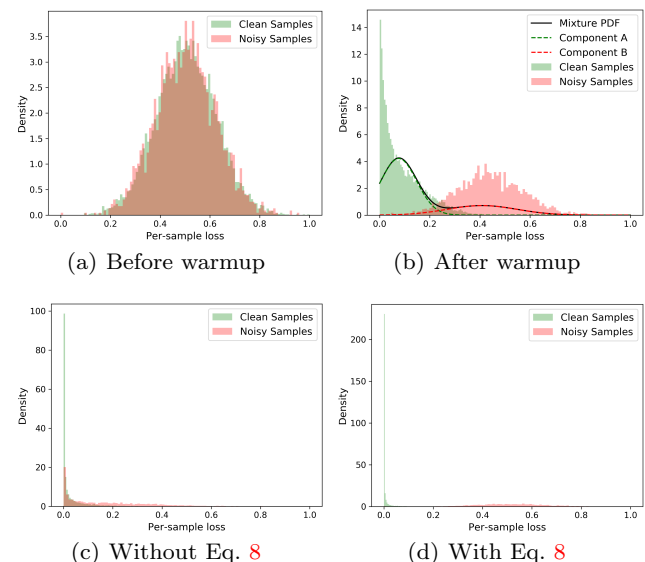 Clean Samples
Noisy Samples
3.5
3.0
2.5
2.0
1.5
1.0
0.5
0.0
Density
0.0 0.2 0.4 0.6 0.8 1.0
Per-sample loss
(a) Before warmup
Mixture PDF
Component A
Component B
Clean Samples
Noisy Samples
14
12
10
8
6
4
2
0
Density
0.0 0.2 0.4 0.6 0.8 1.0
Per-sample loss
(b) After warmup
Clean Samples
Noisy Samples
100
80
60
40
20
0
Density
0.0 0.2 0.4 0.6 0.8 1.0
Per-sample loss
(c) Without Eq. 8
Clean Samples
Noisy Samples
200
150
100
50
0
Density
0.0 0.2 0.4 0.6 0.8 1.0
Per-sample loss
(d) With Eq. 8